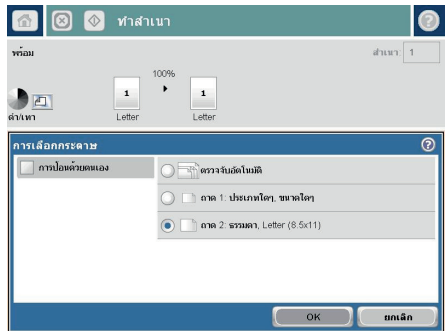 ทำสำเนา
พร้อม
สำเนา 1
100%
1 1
ดำ/เทา Letter Letter
การเลือกกระดาษ
การป้อนด้วยตนเอง
ตรวจจับอัตโนมัติ
ถาด 1: ประเภทใดๆ, ขนาดใดๆ
ถาด 2: ธรรมดา, Letter (8.5x11)
OK ยกเลิก